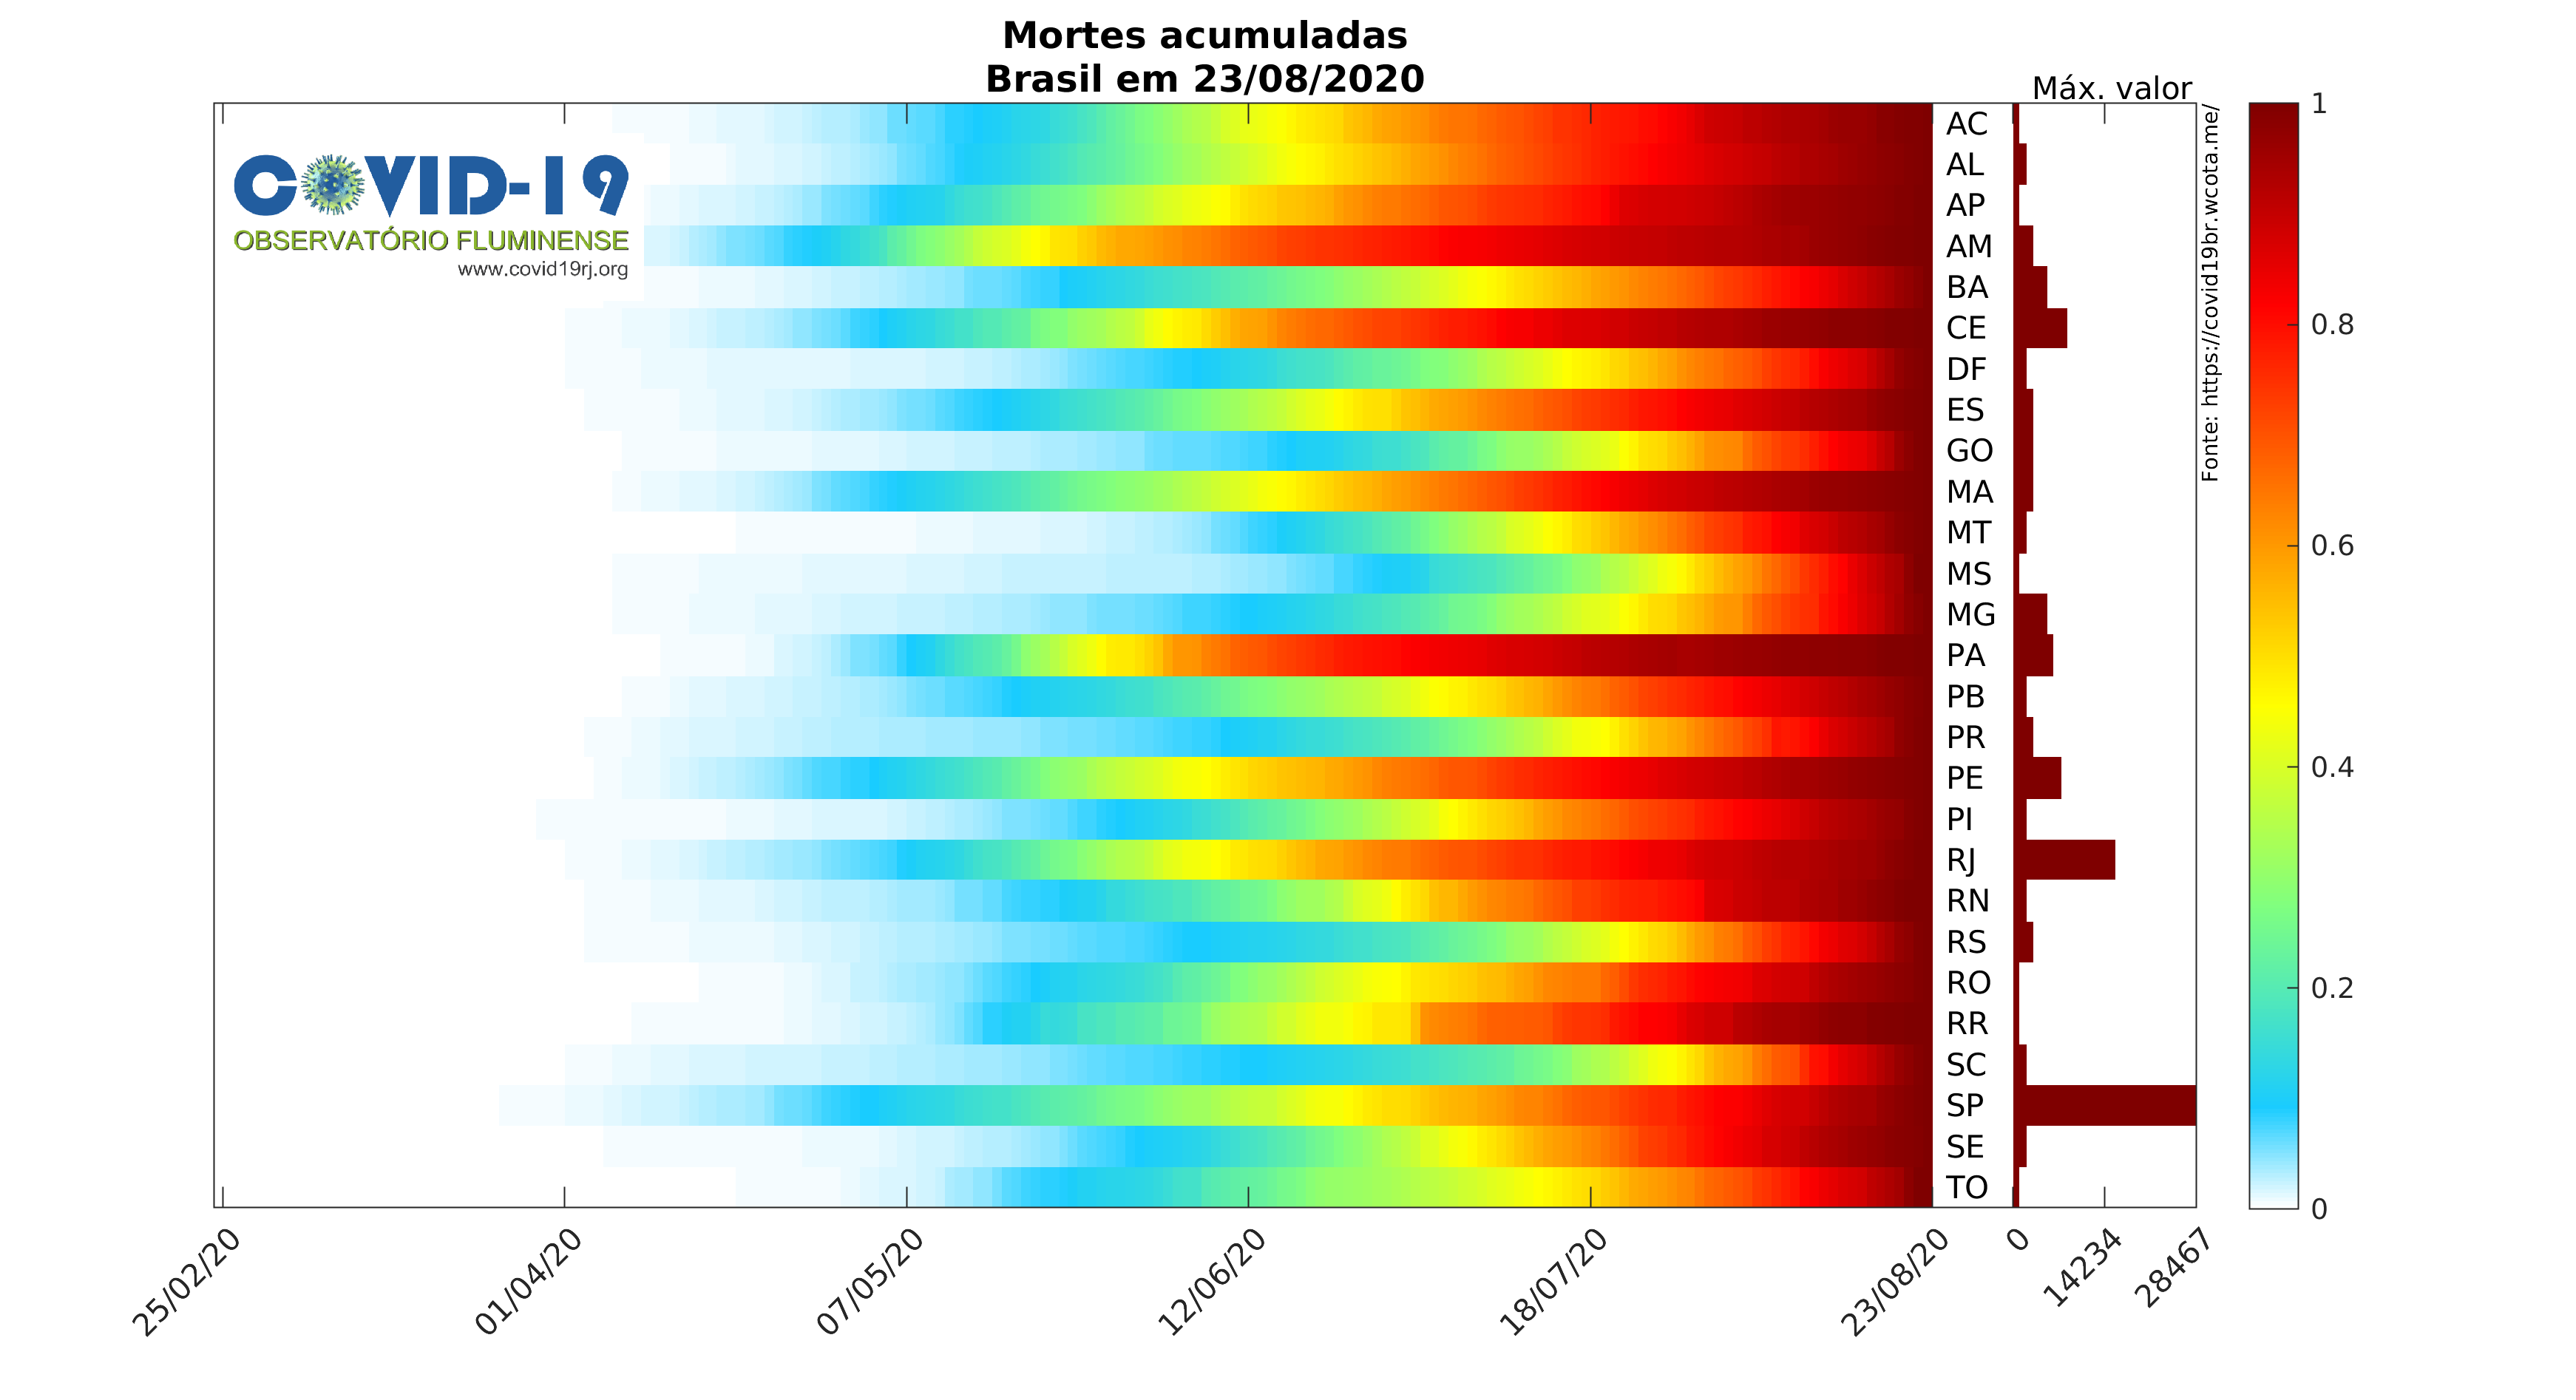 Mortes acumuladas
Brasil em 23/08/2020
Máx. valor
COVID-19
OBSERVATÓRIO FLUMINENSE
www.covid19rj.org
AC
AL
AP
AM
BA
CE
DF
ES
GO
MA
MT
MS
MG
PA
PB
PR
PE
PI
RJ
RN
RS
RO
RR
SC
SP
SE
TO
Fonte: https://covid19br.wcota.me/
1
0.8
0.6
0.4
0.2
0
25/02/20
01/04/20
07/05/20
12/06/20
18/07/20
23/08/20
0
14234
28467